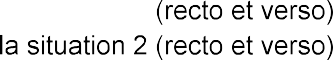 (recto et verso)
la situation 2 (recto et verso)